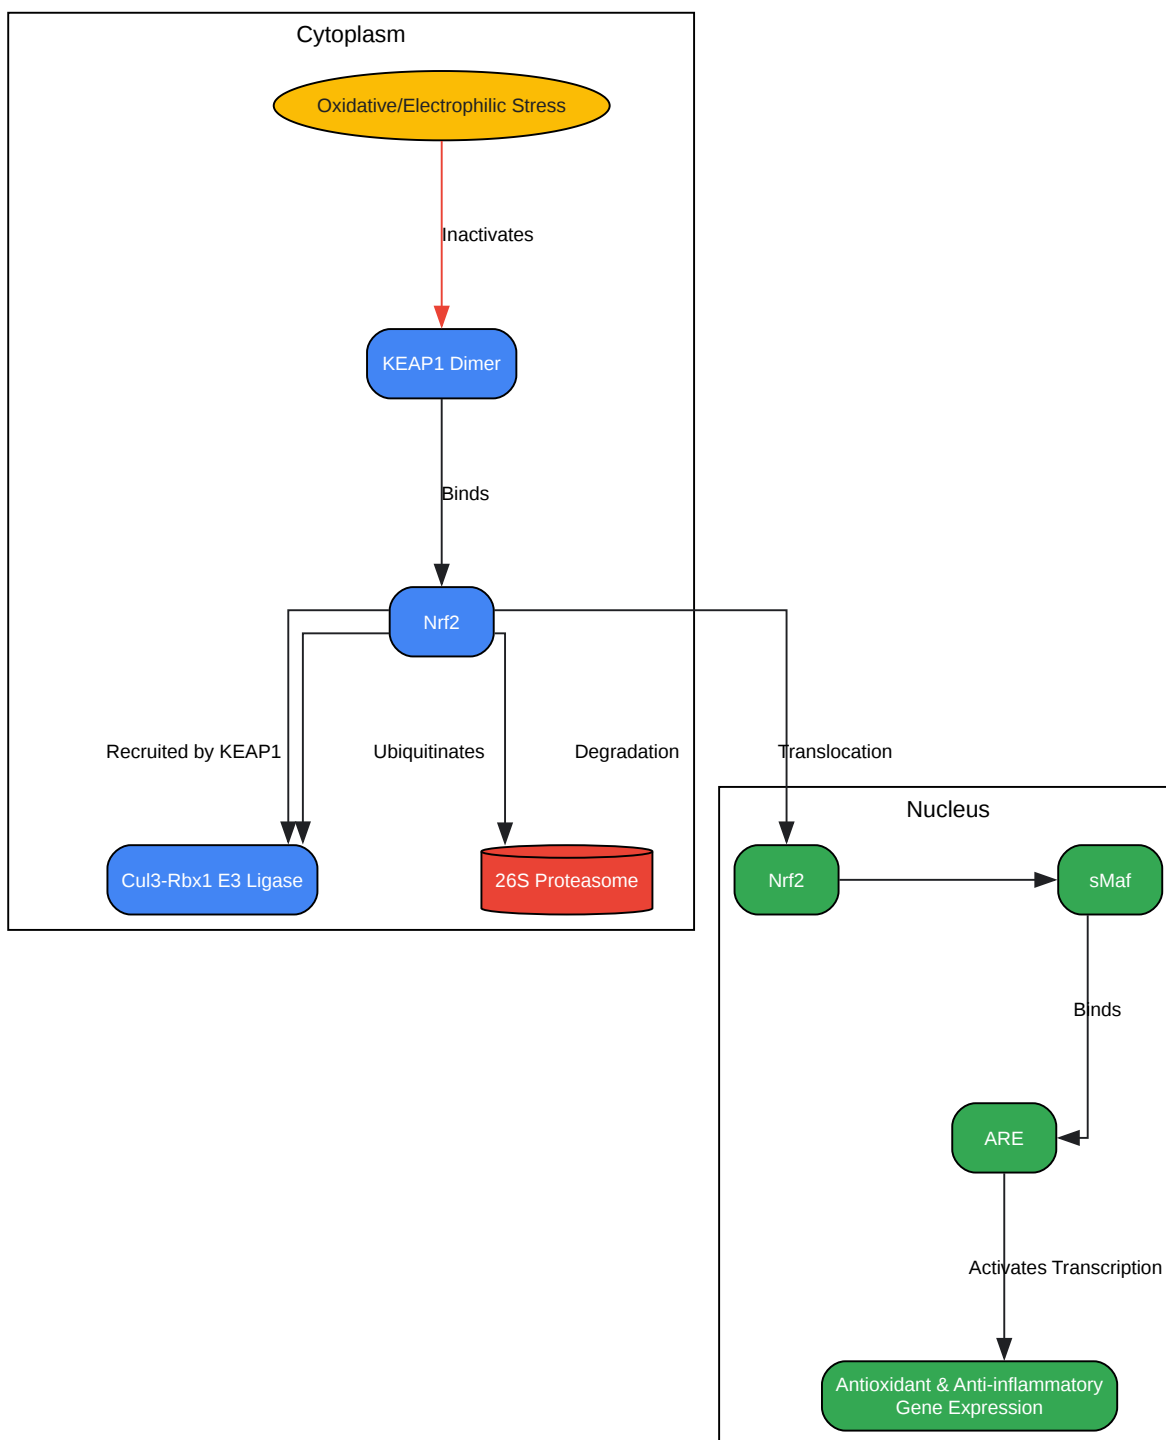 Cytoplasm
Oxidative/Electrophilic Stress
Inactivates
KEAP1 Dimer
Binds
Nrf2
Recruited by KEAP1
Ubiquitinates
Degradation
Translocation
Nucleus
Cul3-Rbx1 E3 Ligase
26S Proteasome
Nrf2
sMaf
Binds
ARE
Activates Transcription
Antioxidant & Anti-inflammatory
Gene Expression